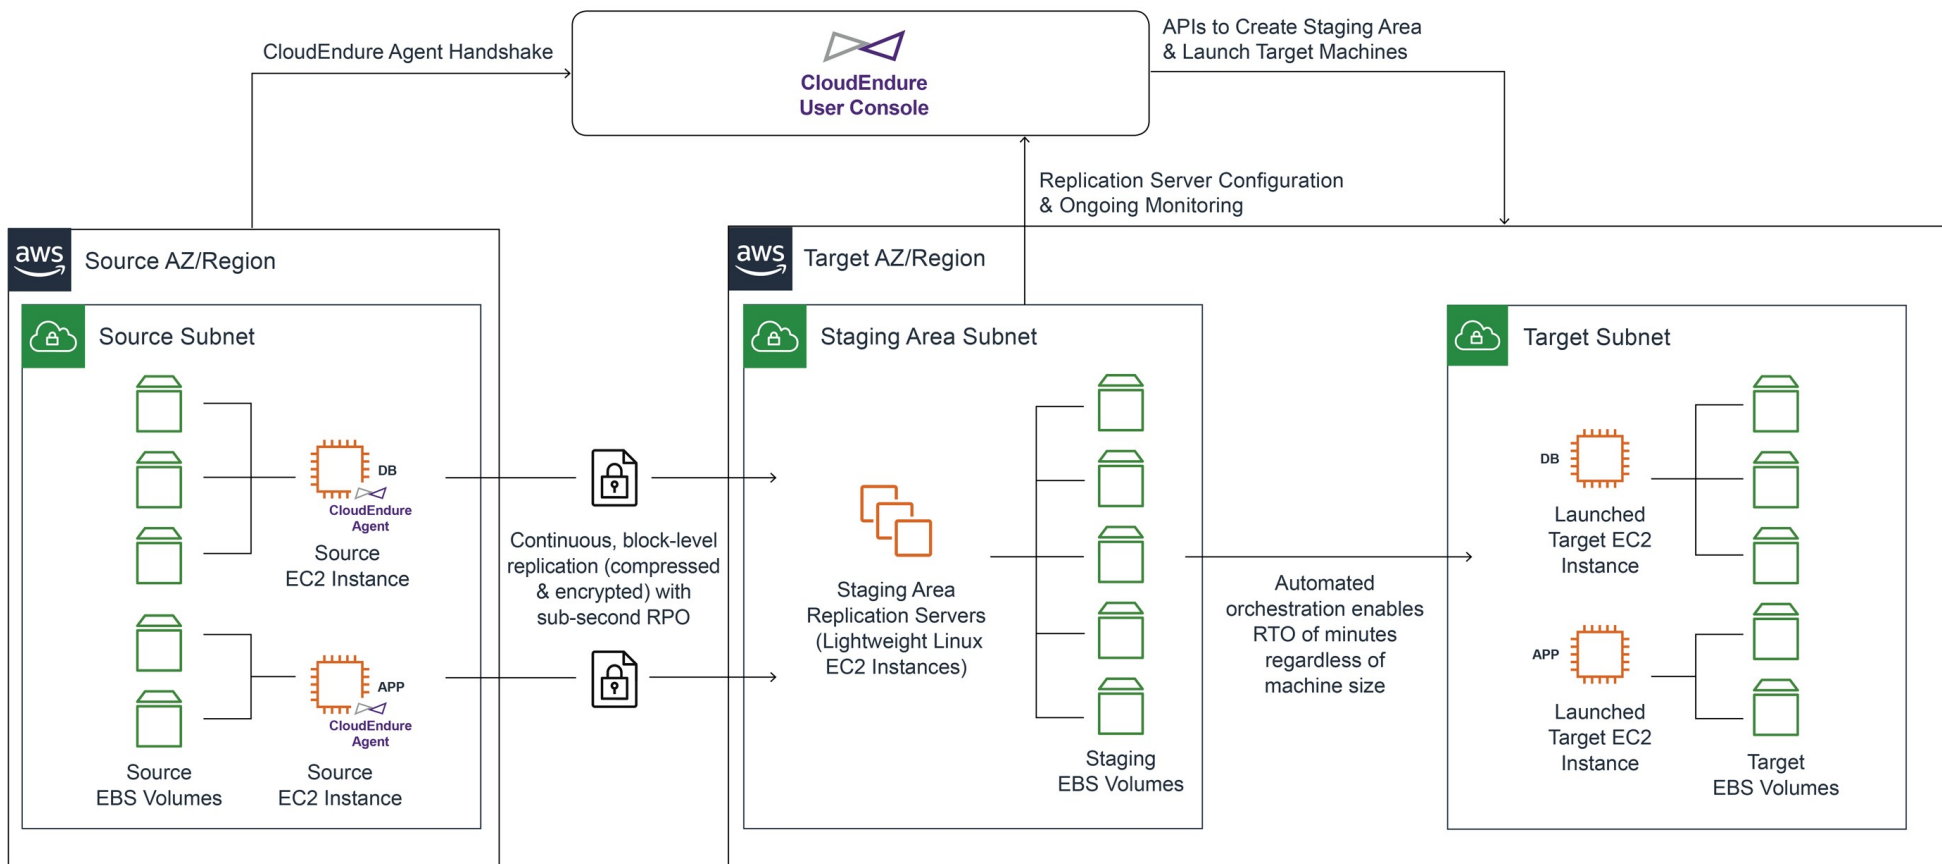 CloudEndure Agent Handshake
CloudEndure
User Console
APIs to Create Staging Area
& Launch Target Machines
Replication Server Configuration
& Ongoing Monitoring
aws
Source AZ/Region
Source Subnet
DB
CloudEndure
Agent
Source
EC2 Instance
APP
CloudEndure
Agent
Source
EBS Volumes
Source
EC2 Instance
Continuous, block-level
replication (compressed
& encrypted) with
sub-second RPO
aws
Target AZ/Region
Staging Area Subnet
Staging Area
Replication Servers
(Lightweight Linux
EC2 Instances)
Staging
EBS Volumes
Automated
orchestration enables
RTO of minutes
regardless of
machine size
Target Subnet
DB
Launched
Target EC2
Instance
APP
Launched
Target EC2
Instance
Target
EBS Volumes